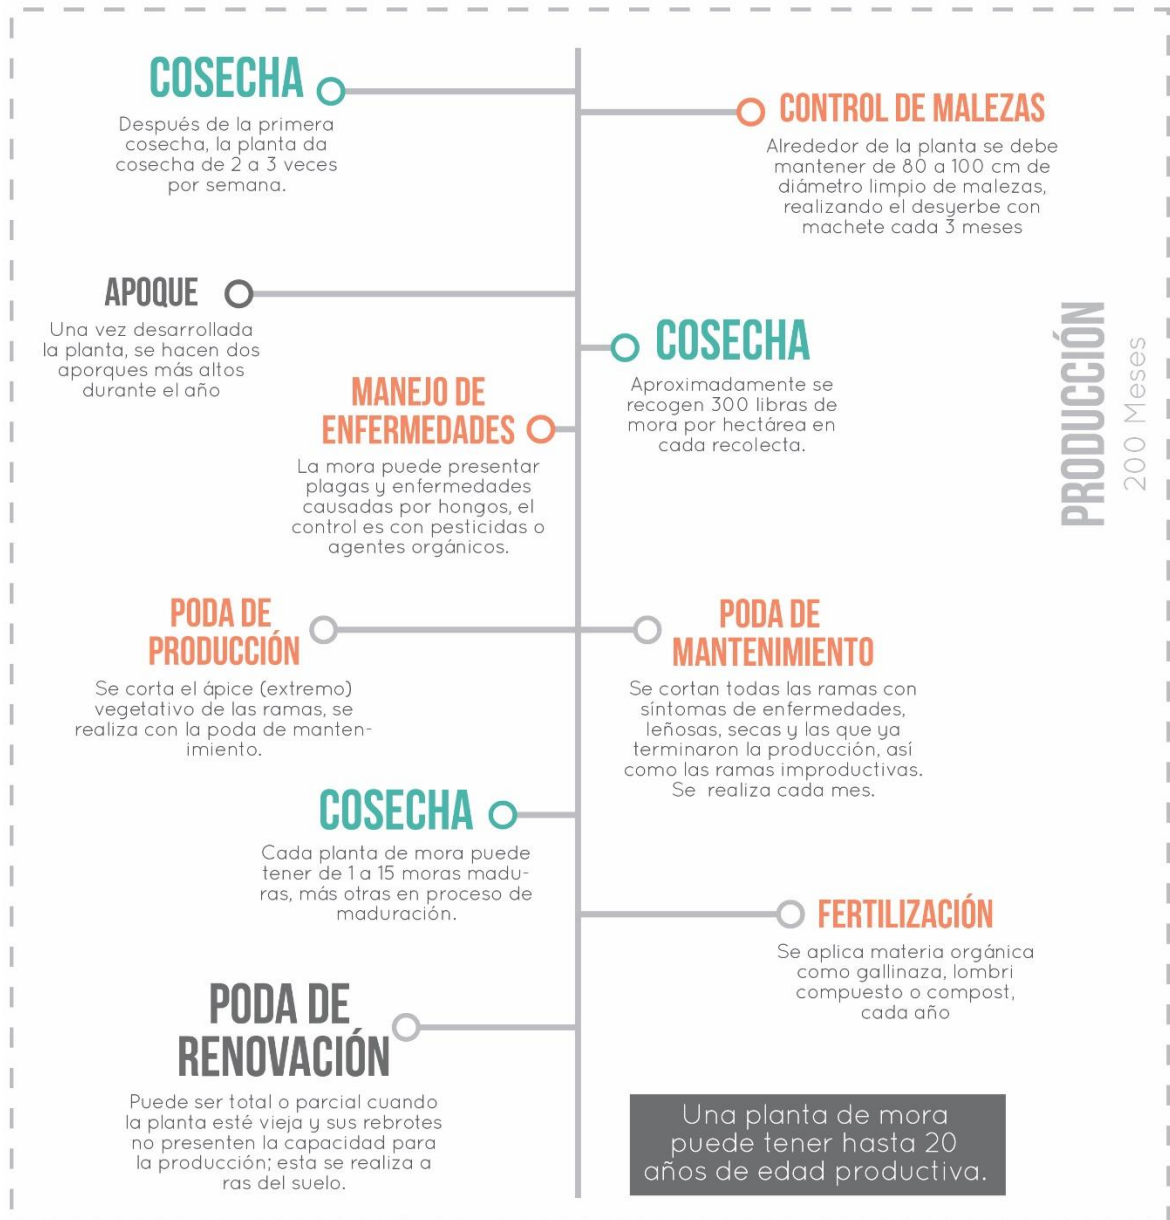 COSECHA
Después de la primera
cosecha, la planta da
cosecha de 2 a 3 veces
por semana.
CONTROL DE MALEZAS
Alrededor de la planta se debe
mantener de 80 a 100 cm de
diámetro limpio de malezas,
realizando el desyerbe con
machete cada 3 meses
APOQUE
Una vez desarrollada
la planta, se hacen dos
aporques más altos
durante el año
COSECHA
Aproximadamente se
recogen 300 libras de
mora por hectárea en
cada recolecta.
PRODUCCIÓN
200 Meses
MANEJO DE
ENFERMEDADES
La mora puede presentar
plagas y enfermedades
causadas por hongos, el
control es con pesticidas o
agentes orgánicos.
PODA DE
PRODUCCIÓN
Se corta el ápice (extremo)
vegetativo de las ramas, se
realiza con la poda de manten-
imiento.
PODA DE
MANTENIMIENTO
Se cortan todas las ramas con
síntomas de enfermedades,
leñosas, secas y las que ya
terminaron la producción, así
como las ramas improductivas.
Se realiza cada mes.
COSECHA
Cada planta de mora puede
tener de 1 a 15 moras madu-
ras, más otras en proceso de
maduración.
FERTILIZACIÓN
Se aplica materia orgánica
como gallinaza, lombri
compuesto o compost,
cada año
PODA DE
RENOVACIÓN
Puede ser total o parcial cuando
la planta esté vieja y sus rebrotes
no presenten la capacidad para
la producción; esta se realiza a
ras del suelo.
Una planta de mora
puede tener hasta 20
años de edad productiva.